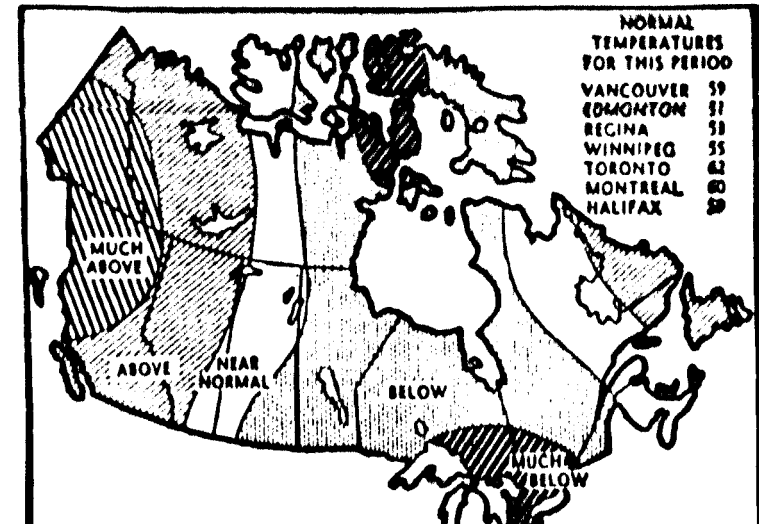 NORMAL
TEMPERATURES
FOR THIS PERIOD
VANCOUVER 59
EDMONTON 51
REGINA 53
WINNIPEG 55
TORONTO 62
MONTREAL 60
HALIFAX 59
MUCH
ABOVE
ABOVE
NEAR
NORMAL
BELOW
MUCH
BELOW